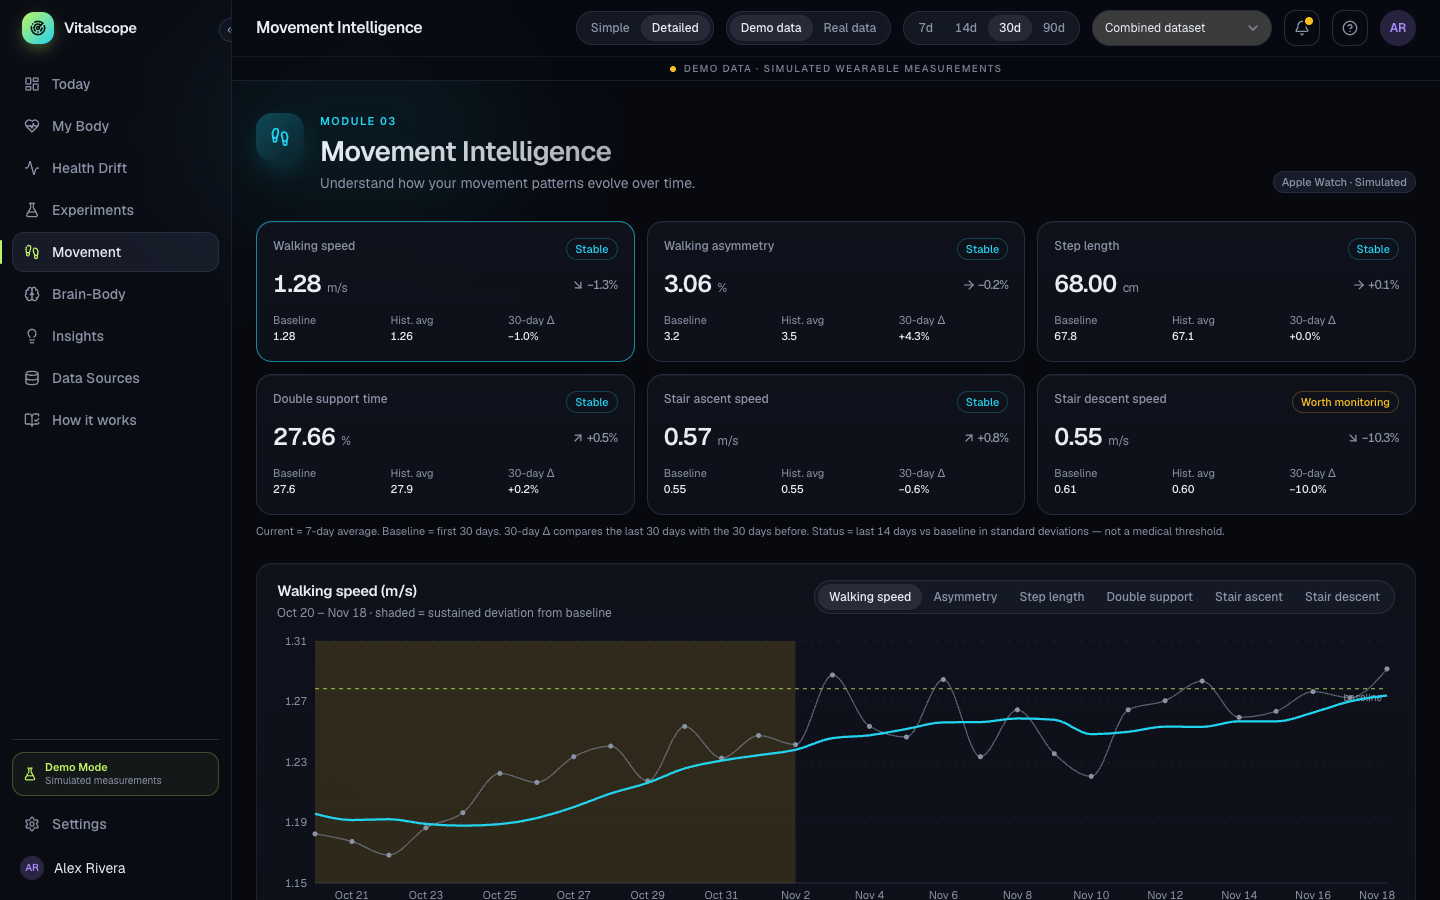 Vitalscope
Today
My Body
Health Drift
Experiments
Movement
Brain-Body
Insights
Data Sources
How it works
Demo Mode
Simulated measurements
Settings
AR Alex Rivera
Movement Intelligence
Simple Detailed
Demo data Real data
7d 14d 30d 90d
Combined dataset
AR
DEMO DATA · SIMULATED WEARABLE MEASUREMENTS
MODULE 03
Movement Intelligence
Understand how your movement patterns evolve over time.
Apple Watch · Simulated
Walking speed Stable
1.28 m/s ↘ −1.3%
Baseline Hist. avg 30-day Δ
1.28 1.26 −1.0%
Walking asymmetry Stable
3.06 % → −0.2%
Baseline Hist. avg 30-day Δ
3.2 3.5 +4.3%
Step length Stable
68.00 cm → +0.1%
Baseline Hist. avg 30-day Δ
67.8 67.1 +0.0%
Double support time Stable
27.66 % ↗ +0.5%
Baseline Hist. avg 30-day Δ
27.6 27.9 +0.2%
Stair ascent speed Stable
0.57 m/s ↗ +0.8%
Baseline Hist. avg 30-day Δ
0.55 0.55 −0.6%
Stair descent speed Worth monitoring
0.55 m/s ↘ −10.3%
Baseline Hist. avg 30-day Δ
0.61 0.60 −10.0%
Current = 7-day average. Baseline = first 30 days. 30-day Δ compares the last 30 days with the 30 days before. Status = last 14 days vs baseline in standard deviations — not a medical threshold.
Walking speed (m/s)
Oct 20 – Nov 18 · shaded = sustained deviation from baseline
Walking speed Asymmetry Step length Double support Stair ascent Stair descent
1.31
1.27
1.23
1.19
1.15
baseline
Oct 21 Oct 23 Oct 25 Oct 27 Oct 29 Oct 31 Nov 2 Nov 4 Nov 6 Nov 8 Nov 10 Nov 12 Nov 14 Nov 16 Nov 18